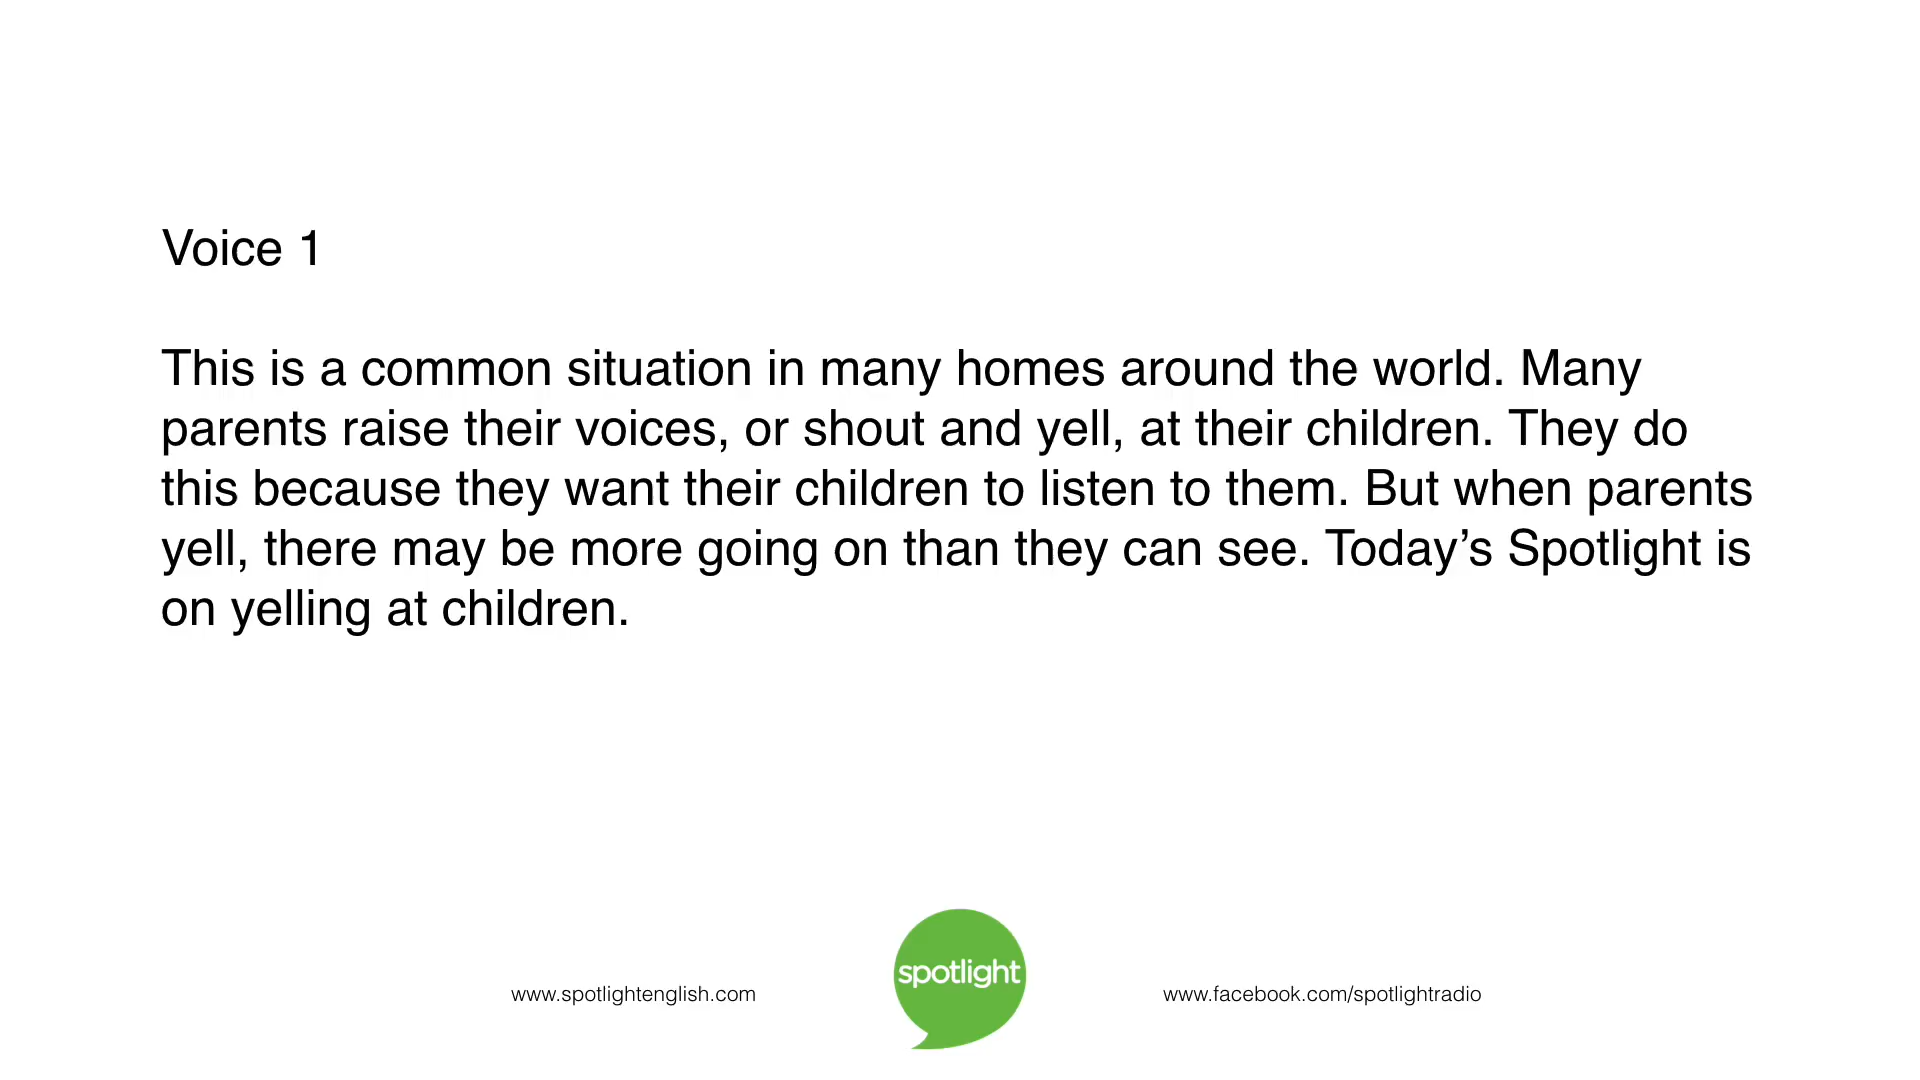 Voice 1
This is a common situation in many homes around the world. Many
parents raise their voices, or shout and yell, at their children. They do
this because they want their children to listen to them. But when parents
yell, there may be more going on than they can see. Today’s Spotlight is
on yelling at children.
spotlight
www.spotlightenglish.com
www.facebook.com/spotlightradio